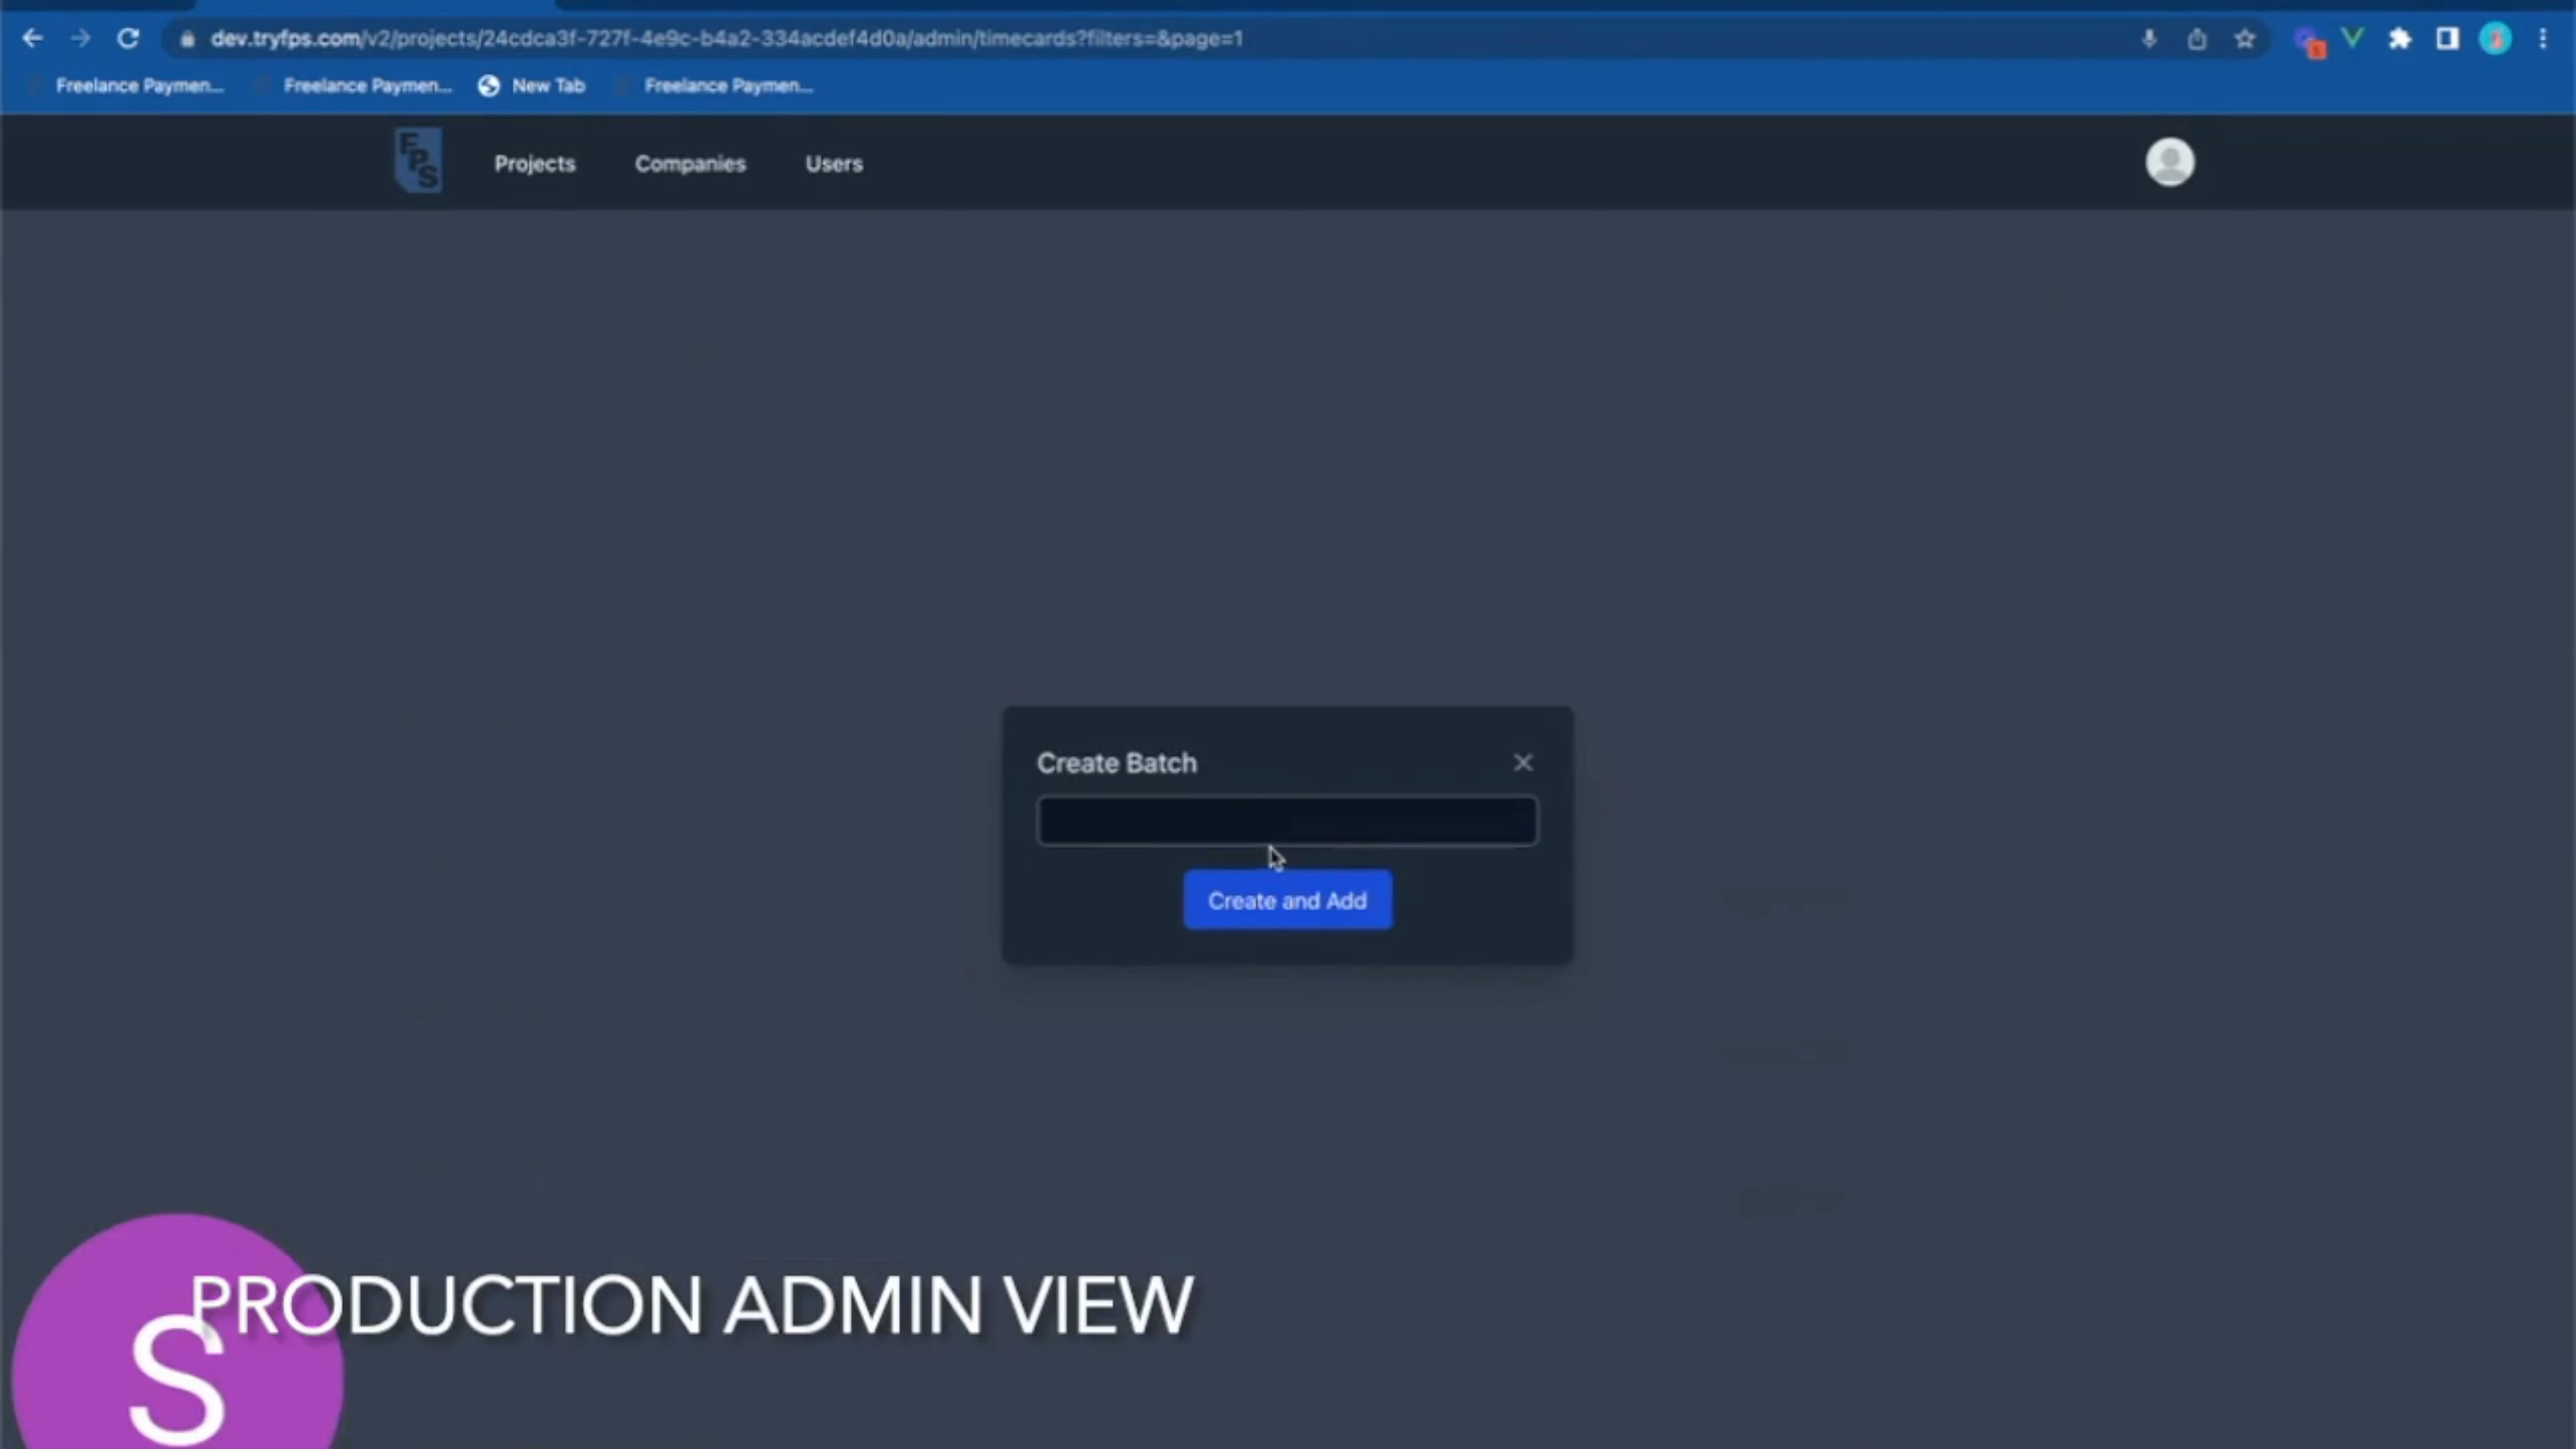 dev.tryfps.com/v2/projects/24cdca3f-727f-4e9c-b4a2-334acdef4d0a/admin/timecards?filters=&page=1
Freelance Paymen... Freelance Paymen... New Tab Freelance Paymen...
FPS Projects Companies Users
Create Batch
Create and Add
PRODUCTION ADMIN VIEW
S